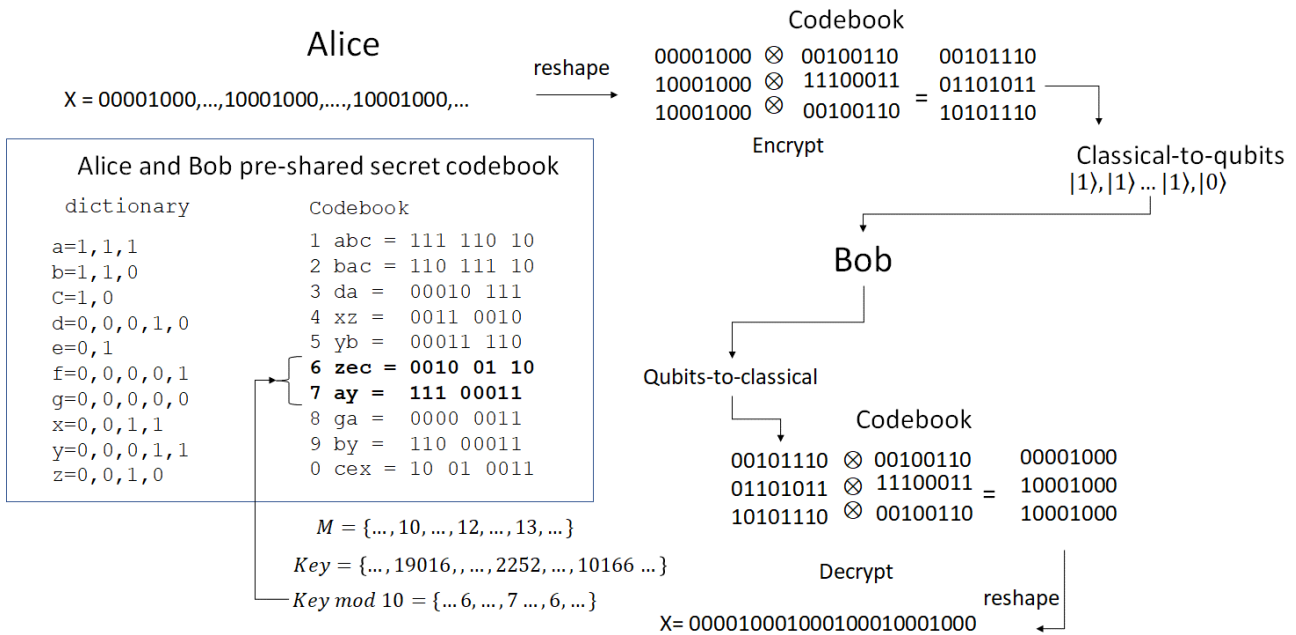 Alice
X = 00001000,…,10001000,….,10001000,…
reshape
Codebook
00001000 ⊗ 00100110 00101110
10001000 ⊗ 11100011 = 01101011
10001000 ⊗ 00100110 10101110
Encrypt
Classical-to-qubits
|1⟩,|1⟩ … |1⟩,|0⟩
Alice and Bob pre-shared secret codebook
dictionary
a=1,1,1
b=1,1,0
C=1,0
d=0,0,0,1,0
e=0,1
f=0,0,0,0,1
g=0,0,0,0,0
x=0,0,1,1
y=0,0,0,1,1
z=0,0,1,0
Codebook
1 abc = 111 110 10
2 bac = 110 111 10
3 da = 00010 111
4 xz = 0011 0010
5 yb = 00011 110
6 zec = 0010 01 10
7 ay = 111 00011
8 ga = 0000 0011
9 by = 110 00011
0 cex = 10 01 0011
M = {…, 10, …, 12, …, 13, …}
Key = {…, 19016,, …, 2252, …, 10166 …}
Key mod 10 = {… 6, …, 7 …, 6, …}
Bob
Qubits-to-classical
Codebook
00101110 ⊗ 00100110 00001000
01101011 ⊗ 11100011 = 10001000
10101110 ⊗ 00100110 10001000
Decrypt
reshape
X= 000010001000100010001000